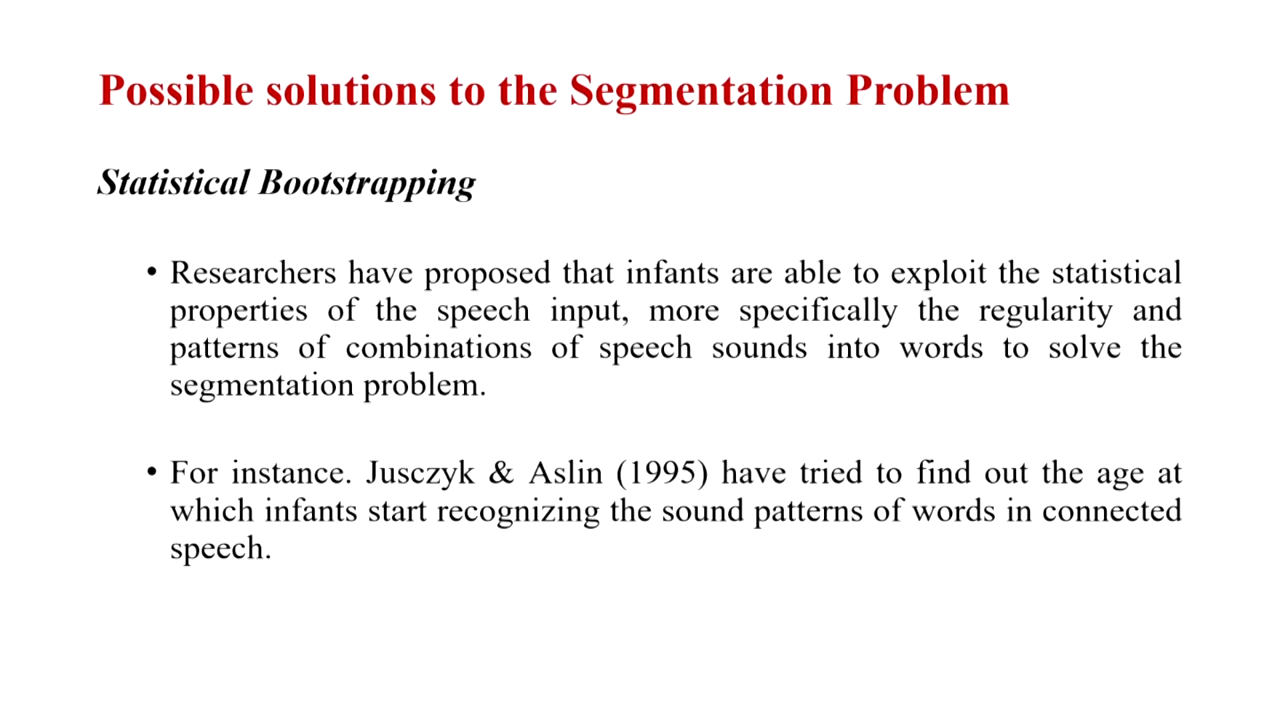 Possible solutions to the Segmentation Problem
Statistical Bootstrapping
• Researchers have proposed that infants are able to exploit the statistical
properties of the speech input, more specifically the regularity and
patterns of combinations of speech sounds into words to solve the
segmentation problem.
• For instance. Jusczyk & Aslin (1995) have tried to find out the age at
which infants start recognizing the sound patterns of words in connected
speech.